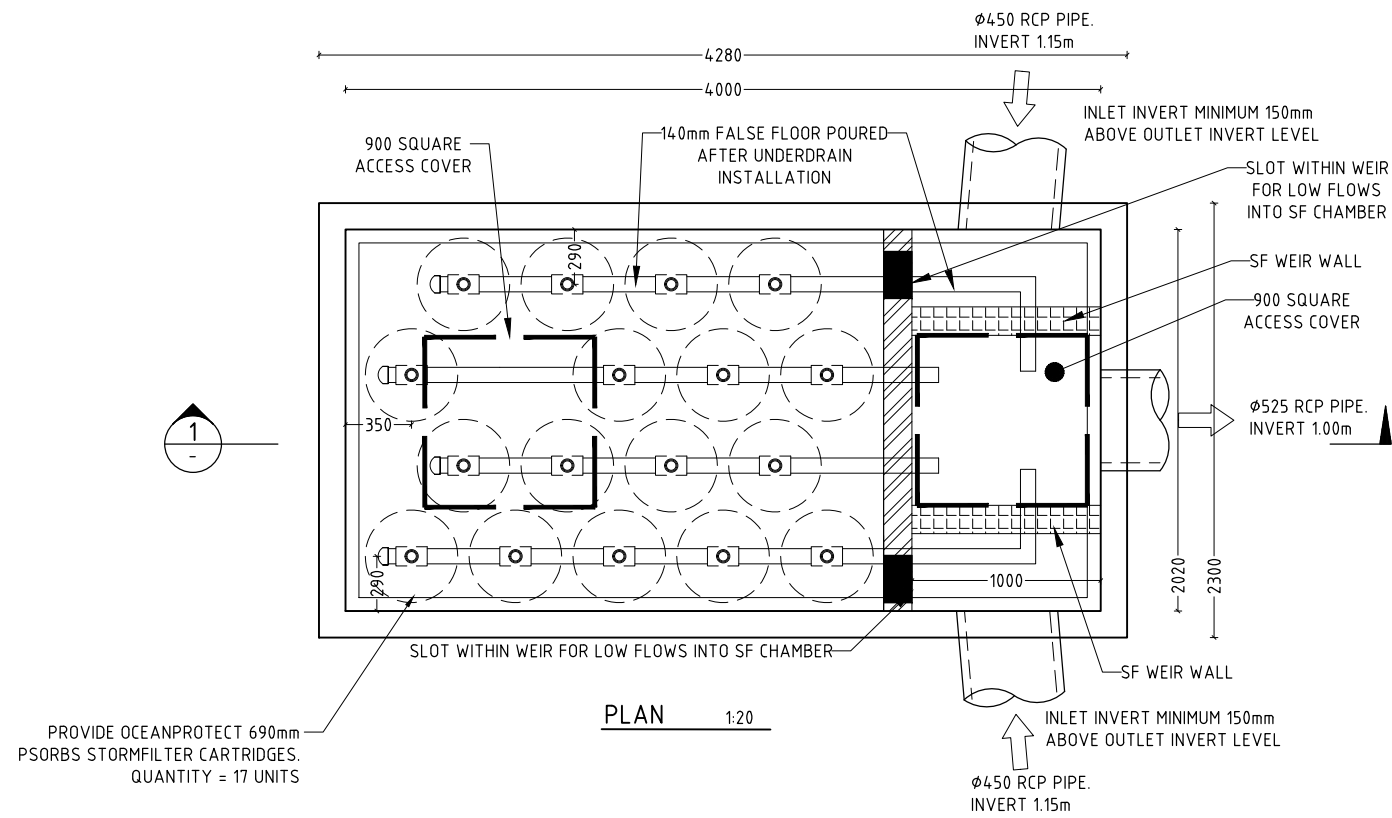 Ø450 RCP PIPE.
INVERT 1.15m
4280
4000
INLET INVERT MINIMUM 150mm
ABOVE OUTLET INVERT LEVEL
900 SQUARE
ACCESS COVER
140mm FALSE FLOOR POURED
AFTER UNDERDRAIN
INSTALLATION
SLOT WITHIN WEIR
FOR LOW FLOWS
INTO SF CHAMBER
290
SF WEIR WALL
900 SQUARE
ACCESS COVER
1
-
350
Ø525 RCP PIPE.
INVERT 1.00m
290
1000
2020
2300
SLOT WITHIN WEIR FOR LOW FLOWS INTO SF CHAMBER
SF WEIR WALL
PLAN 1:20
PROVIDE OCEANPROTECT 690mm
PSORBS STORMFILTER CARTRIDGES.
QUANTITY = 17 UNITS
INLET INVERT MINIMUM 150mm
ABOVE OUTLET INVERT LEVEL
Ø450 RCP PIPE.
INVERT 1.15m